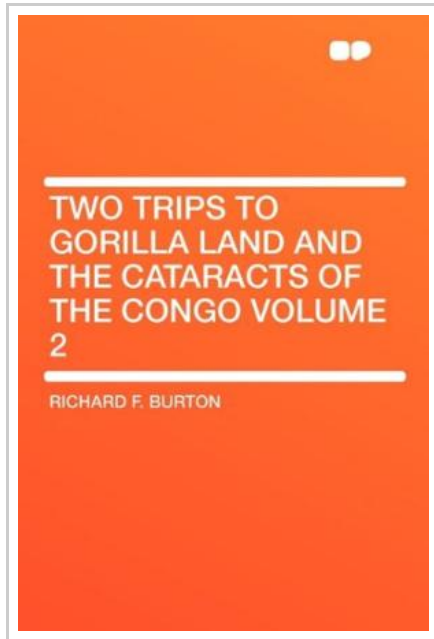 TWO TRIPS TO
GORILLA LAND AND
THE CATARACTS OF
THE CONGO VOLUME
2
RICHARD F. BURTON